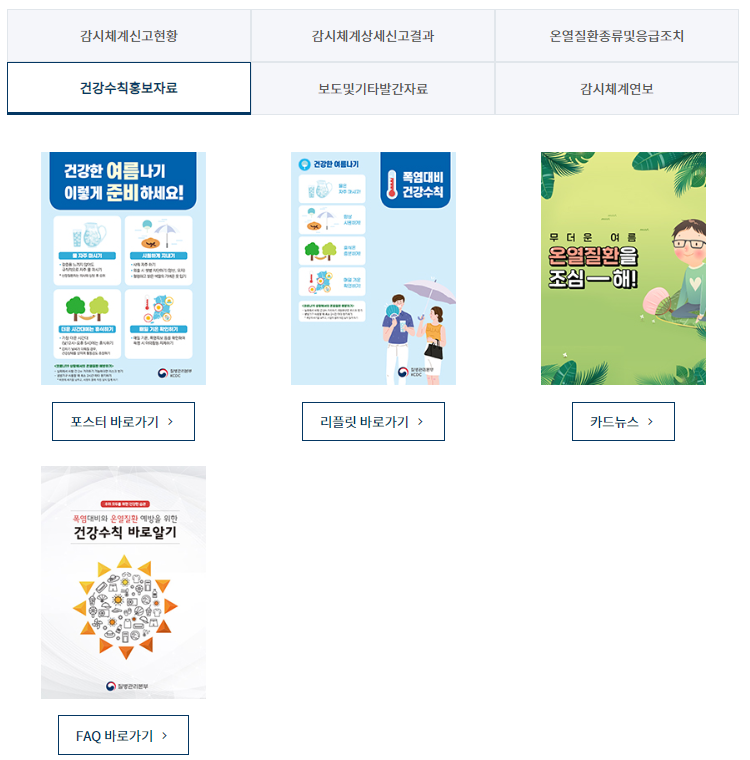 감시체계신고현황
감시체계상세신고결과
온열질환종류및응급조치
건강수칙홍보자료
보도및기타발간자료
감시체계연보
건강한 여름나기
이렇게 준비하세요!
물 자주 마시기
시원하게 지내기
더운 시간대에는 휴식하기
매일 기온 확인하기
질병관리본부
KCDC
건강한 여름나기
폭염대비
건강수칙
질병관리본부
KCDC
무더운 여름
온열질환을
조심―해!
포스터 바로가기 >
리플릿 바로가기 >
카드뉴스 >
폭염대비와 온열질환 예방을 위한
건강수칙 바로알기
질병관리본부
FAQ 바로가기 >